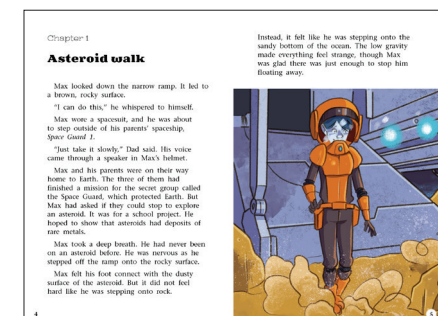 Chapter 1
Asteroid walk
Max looked down the narrow ramp. It led to
a brown, rocky surface.
"I can do this," he whispered to himself.
Max wore a spacesuit, and he was about
to step outside of his parents' spaceship,
Space Guard 1.
"Just take it slowly," Dad said. His voice
came through a speaker in Max's helmet.
Max and his parents were on their way
home to Earth. The three of them had
finished a mission for the secret group called
the Space Guard, which protected Earth. But
Max had asked if they could stop to explore
an asteroid. It was for a school project. He
hoped to show that asteroids had deposits of
rare metals.
Max took a deep breath. He had never been
on an asteroid before. He was nervous as he
stepped off the ramp onto the rocky surface.
Max felt his foot connect with the dusty
surface of the asteroid. But it did not feel
hard like he was stepping onto rock.
4
Instead, it felt like he was stepping onto the
sandy bottom of the ocean. The low gravity
made everything feel strange, though Max
was glad there was just enough to stop him
floating away.
5